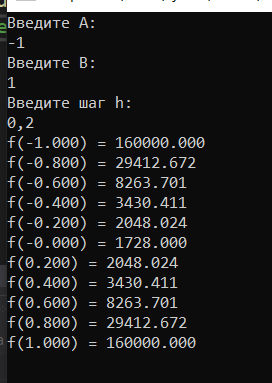 Введите A:
-1
Введите B:
1
Введите шаг h:
0,2
f(-1.000) = 160000.000
f(-0.800) = 29412.672
f(-0.600) = 8263.701
f(-0.400) = 3430.411
f(-0.200) = 2048.024
f(-0.000) = 1728.000
f(0.200) = 2048.024
f(0.400) = 3430.411
f(0.600) = 8263.701
f(0.800) = 29412.672
f(1.000) = 160000.000